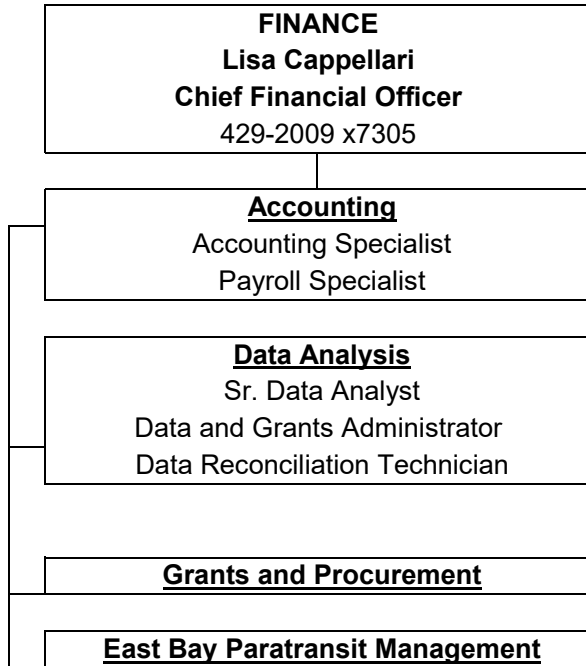 FINANCE
Lisa Cappellari
Chief Financial Officer
429-2009 x7305
Accounting
Accounting Specialist
Payroll Specialist
Data Analysis
Sr. Data Analyst
Data and Grants Administrator
Data Reconciliation Technician
Grants and Procurement
East Bay Paratransit Management